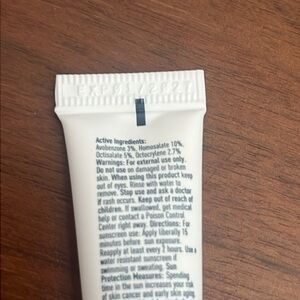 EXP01/2027
Active Ingredients:
Avobenzone 3%, Homosalate 10%,
Octisalate 5%, Octocrylene 2.7%
Warnings: For external use only.
Do not use on damaged or broken
skin. When using this product keep
out of eyes. Rinse with water to
remove. Stop use and ask a doctor
if rash occurs. Keep out of reach of
children. If swallowed, get medical
help or contact a Poison Control
Center right away. Directions: For
sunscreen use: Apply liberally 15
minutes before sun exposure.
Reapply at least every 2 hours. Use a
water resistant sunscreen if
swimming or sweating. Sun
Protection Measures: Spending
time in the sun increases your risk
of skin cancer and early skin aging